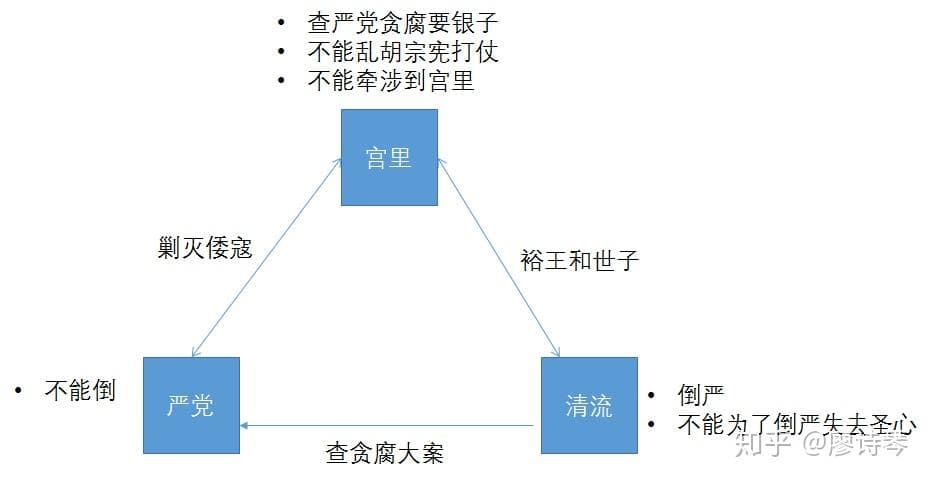 • 查严党贪腐要银子
• 不能乱胡宗宪打仗
• 不能牵涉到宫里
宫里
剿灭倭寇
裕王和世子
• 不能倒
严党
清流
• 倒严
• 不能为了倒严失去圣心
查贪腐大案
知乎 @廖诗琴